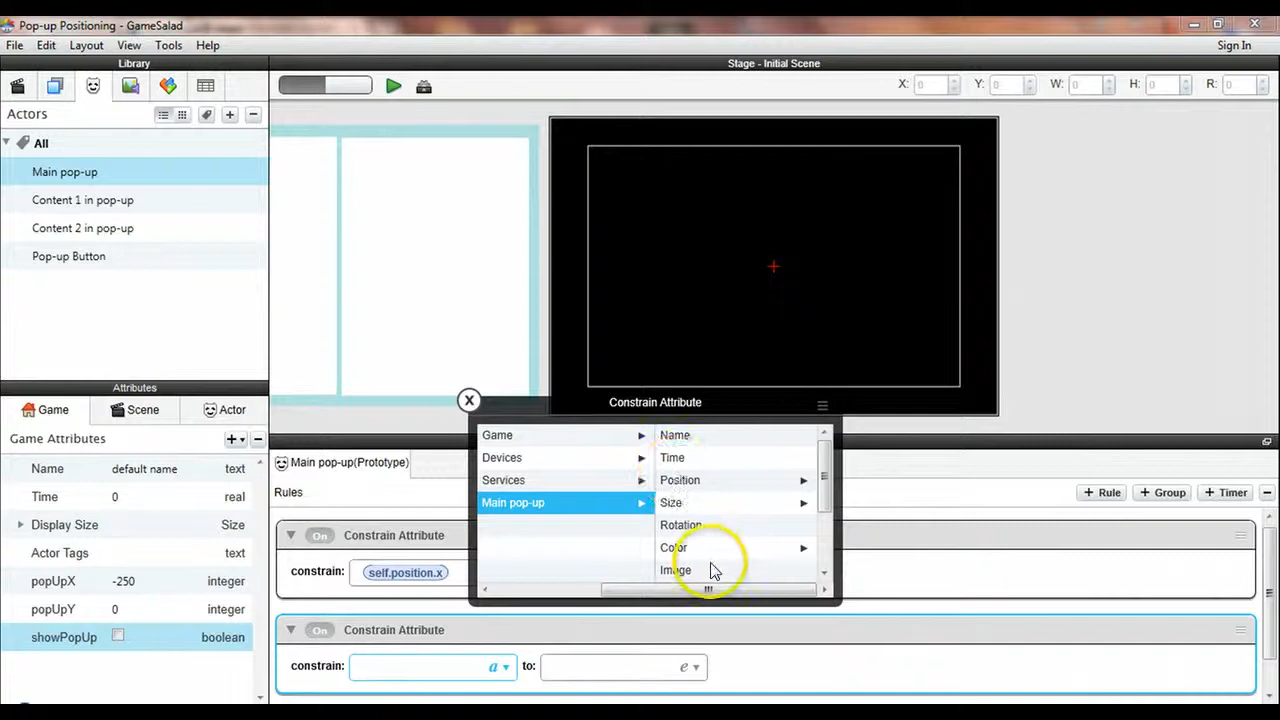 Pop-up Positioning - GameSalad
File Edit Layout View Tools Help Sign In
Library
Stage - Initial Scene
X: 0 Y: 0 W: 0 H: 0 R: 0
Actors
All
Main pop-up
Content 1 in pop-up
Content 2 in pop-up
Pop-up Button
Attributes
Game Scene Actor
Game Attributes
Name default name text
Time 0 real
Display Size Size
Actor Tags text
popUpX -250 integer
popUpY 0 integer
showPopUp boolean
Constrain Attribute
X
Game
Devices
Services
Main pop-up
Name
Time
Position
Size
Rotation
Color
Image
Main pop-up(Prototype)
Rules
+ Rule + Group + Timer
On Constrain Attribute
constrain: self.position.x
On Constrain Attribute
constrain: a to: e